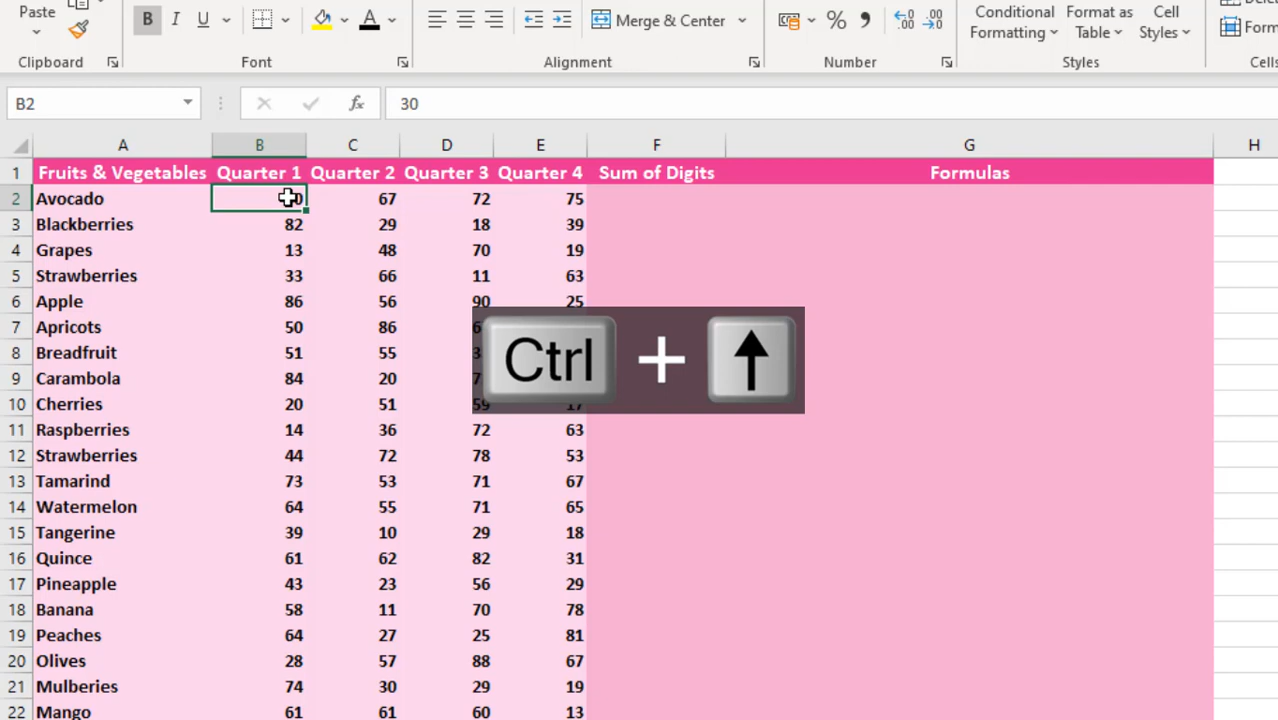 Paste
B I U A Merge & Center % 9 Conditional Formatting Format as Table Cell Styles
Clipboard Font Alignment Number Styles Cells
B2 fx 30
A B C D E F G H
1 Fruits & Vegetables Quarter 1 Quarter 2 Quarter 3 Quarter 4 Sum of Digits Formulas
2 Avocado 67 72 75
3 Blackberries 82 29 18 39
4 Grapes 13 48 70 19
5 Strawberries 33 66 11 63
6 Apple 86 56 90 25
7 Apricots 50 86
8 Breadfruit 51 55
9 Carambola 84 20
10 Cherries 20 51 59 17
11 Raspberries 14 36 72 63
12 Strawberries 44 72 78 53
13 Tamarind 73 53 71 67
14 Watermelon 64 55 71 65
15 Tangerine 39 10 29 18
16 Quince 61 62 82 31
17 Pineapple 43 23 56 29
18 Banana 58 11 70 78
19 Peaches 64 27 25 81
20 Olives 28 57 88 67
21 Mulberies 74 30 29 19
22 Mango 61 61 60 13
Ctrl + ↑